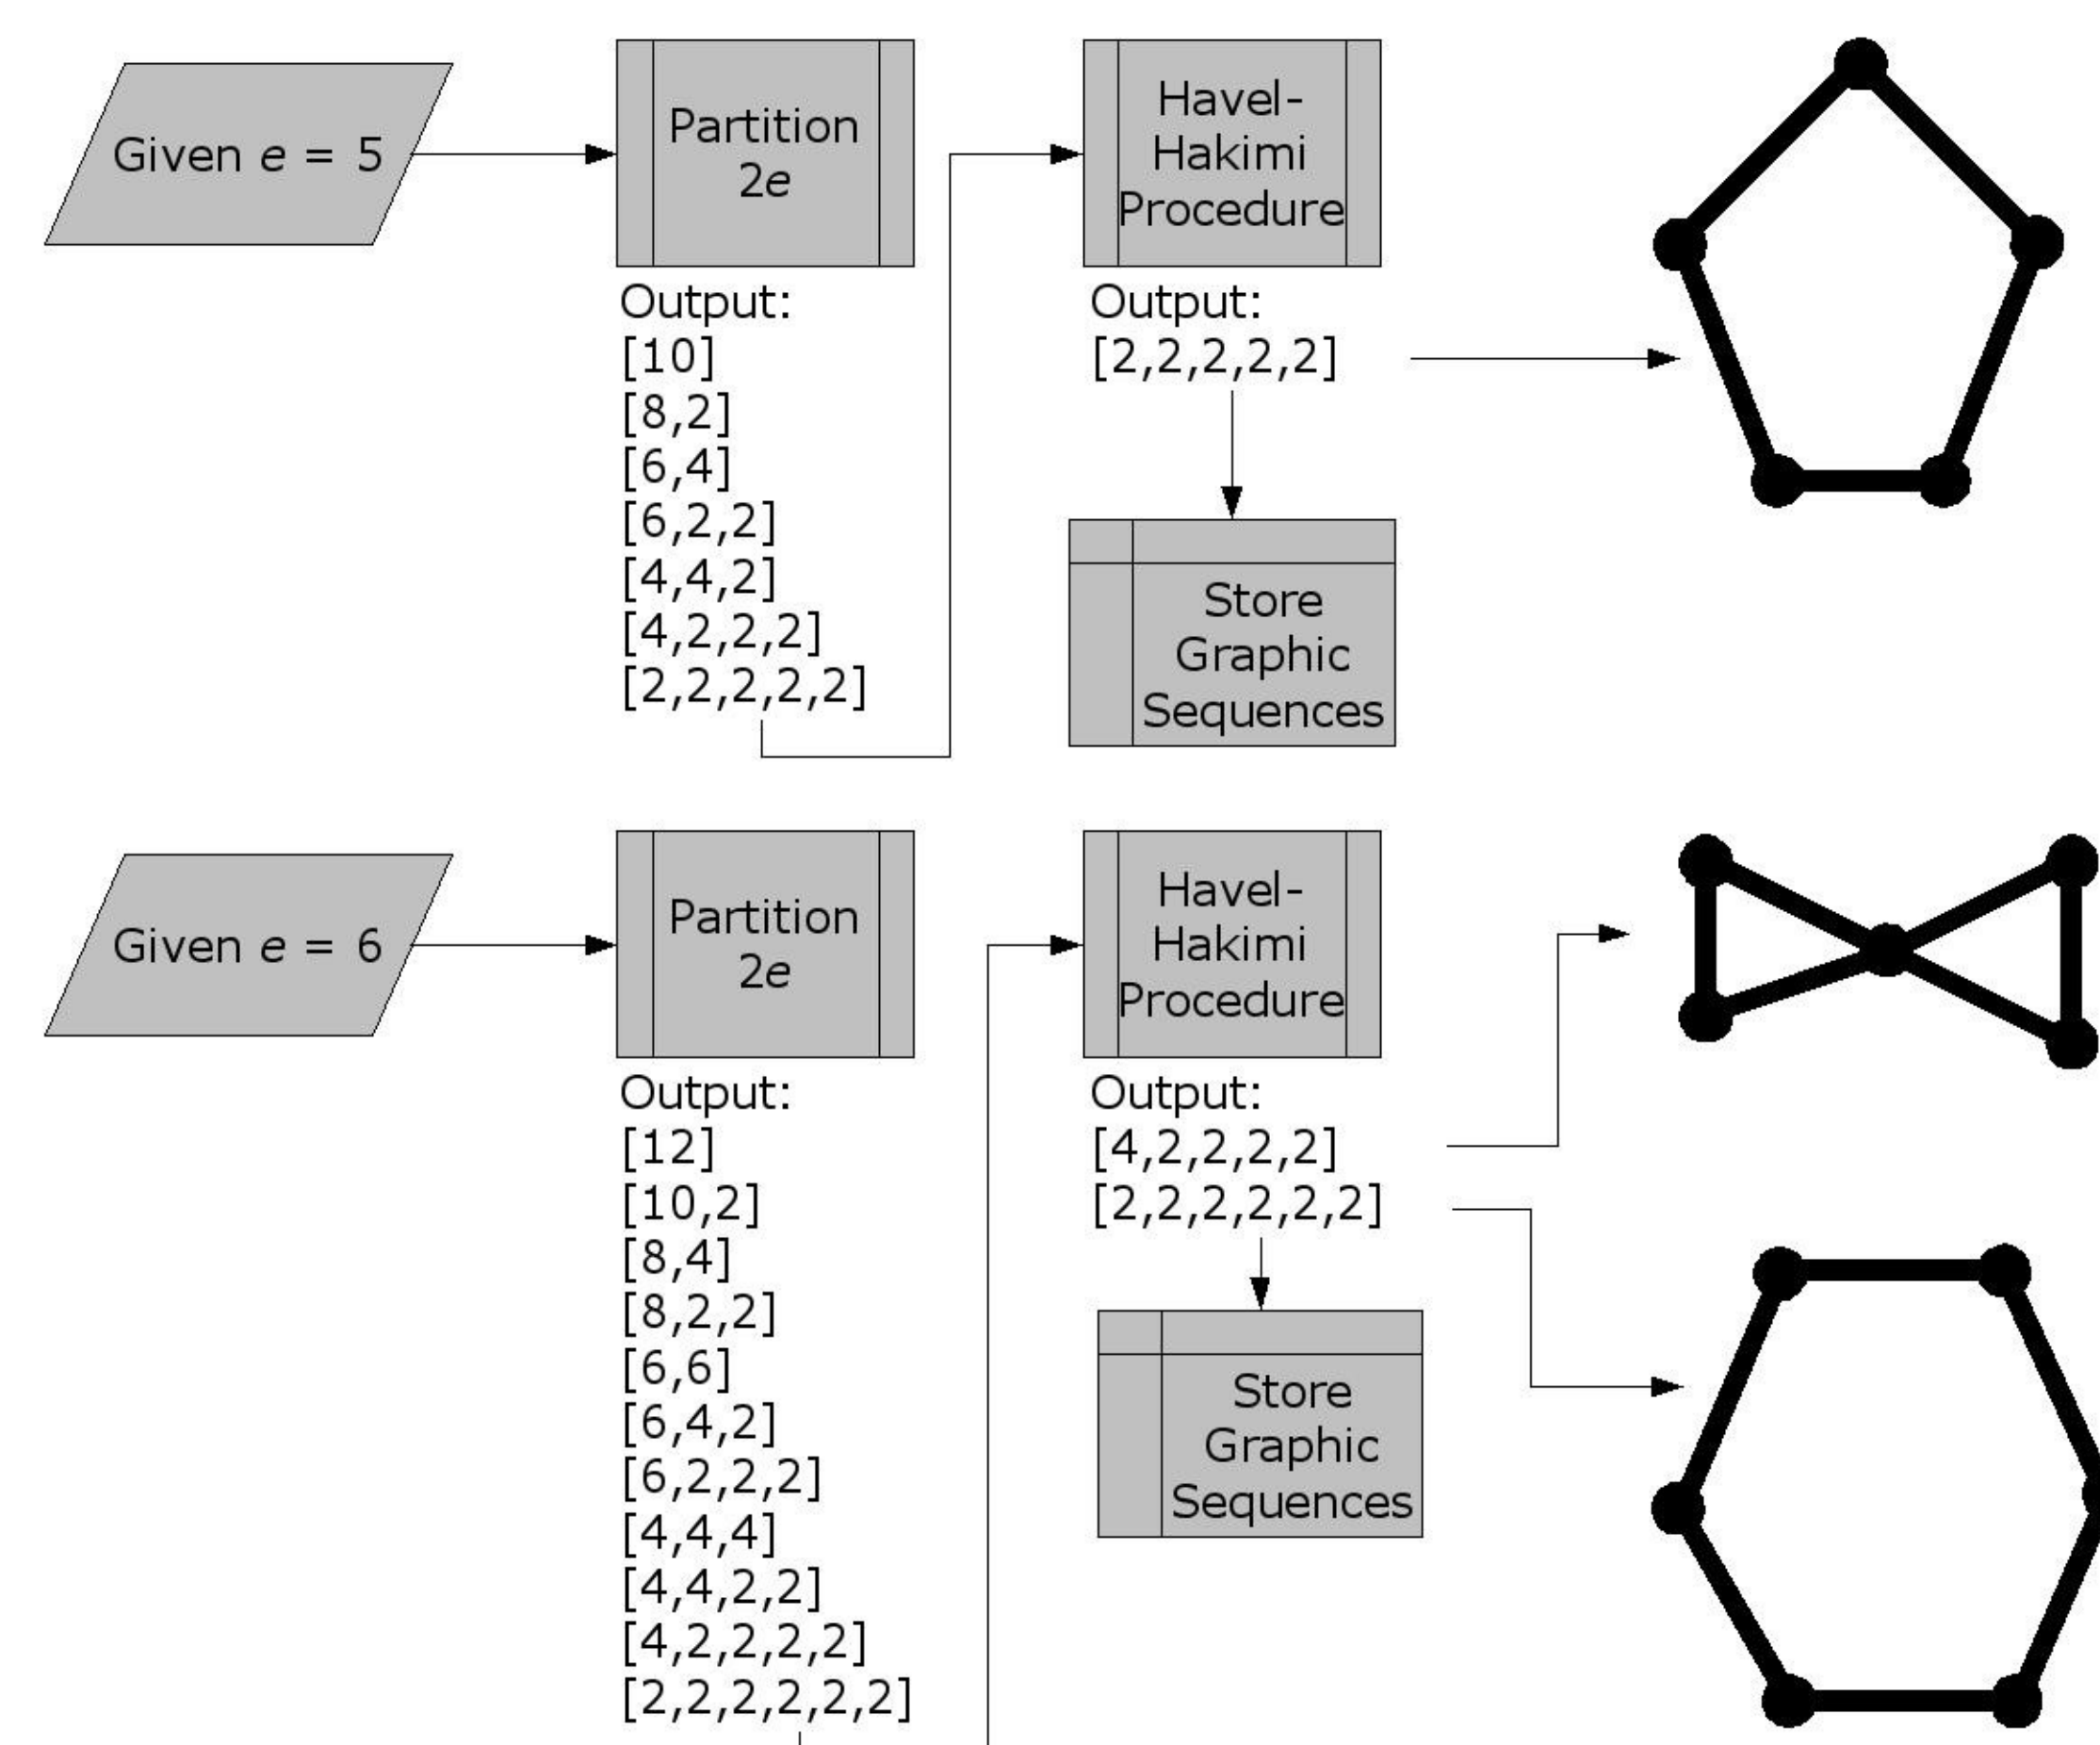 Given e = 5
Partition
2e
Output:
[10]
[8,2]
[6,4]
[6,2,2]
[4,4,2]
[4,2,2,2]
[2,2,2,2,2]
Havel-
Hakimi
Procedure
Output:
[2,2,2,2,2]
Store
Graphic
Sequences
Given e = 6
Partition
2e
Output:
[12]
[10,2]
[8,4]
[8,2,2]
[6,6]
[6,4,2]
[6,2,2,2]
[4,4,4]
[4,4,2,2]
[4,2,2,2,2]
[2,2,2,2,2,2]
Havel-
Hakimi
Procedure
Output:
[4,2,2,2,2]
[2,2,2,2,2,2]
Store
Graphic
Sequences